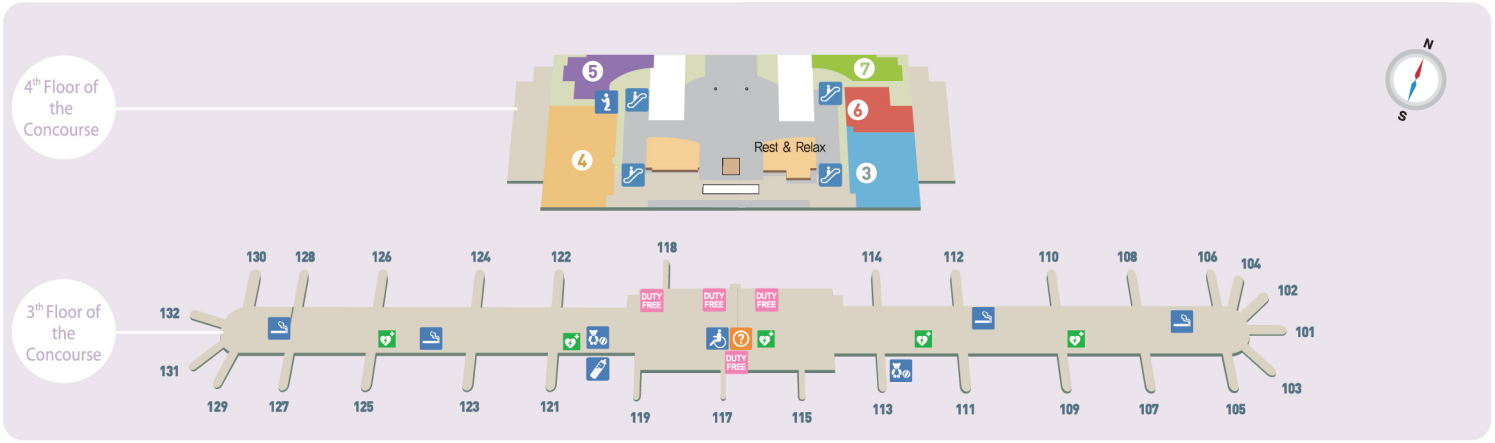 N
S
4th Floor of
the
Concourse
5
7
6
Rest & Relax
4
3
118
130
128
126
124
122
114
112
110
108
106
104
102
3th Floor of
the
Concourse
DUTY
FREE
DUTY
FREE
DUTY
FREE
132
?
101
DUTY
FREE
131
103
129
127
125
123
121
119
117
115
113
111
109
107
105